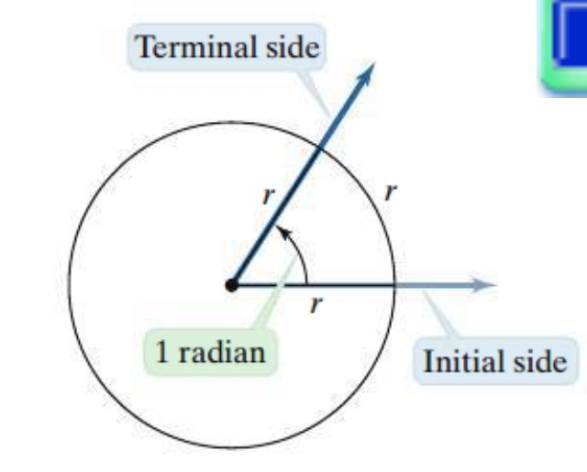 Terminal side
r
r
r
1 radian
Initial side